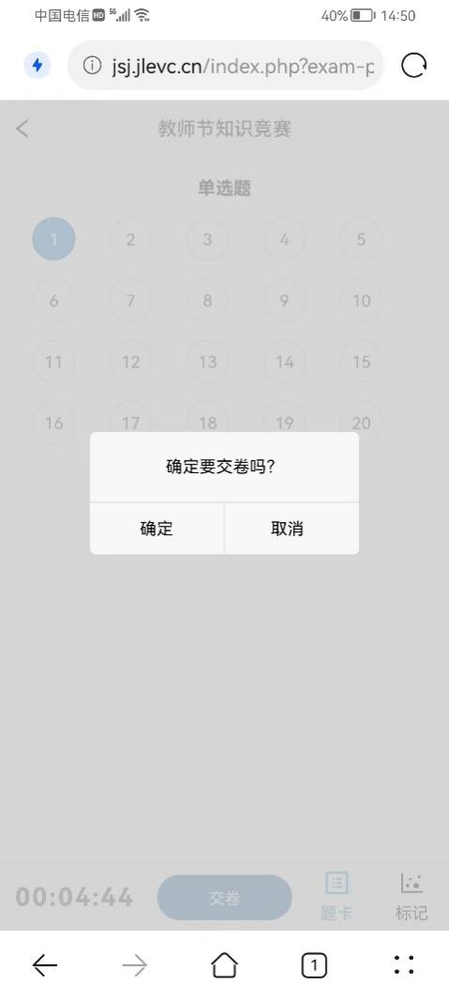 中国电信 HD 5G 40% 14:50
jsj.jlevc.cn/index.php?exam-p
教师节知识竞赛
单选题
1 2 3 4 5
6 7 8 9 10
11 12 13 14 15
16 17 18 19 20
确定要交卷吗?
确定 取消
00:04:44 交卷 题卡 标记
1